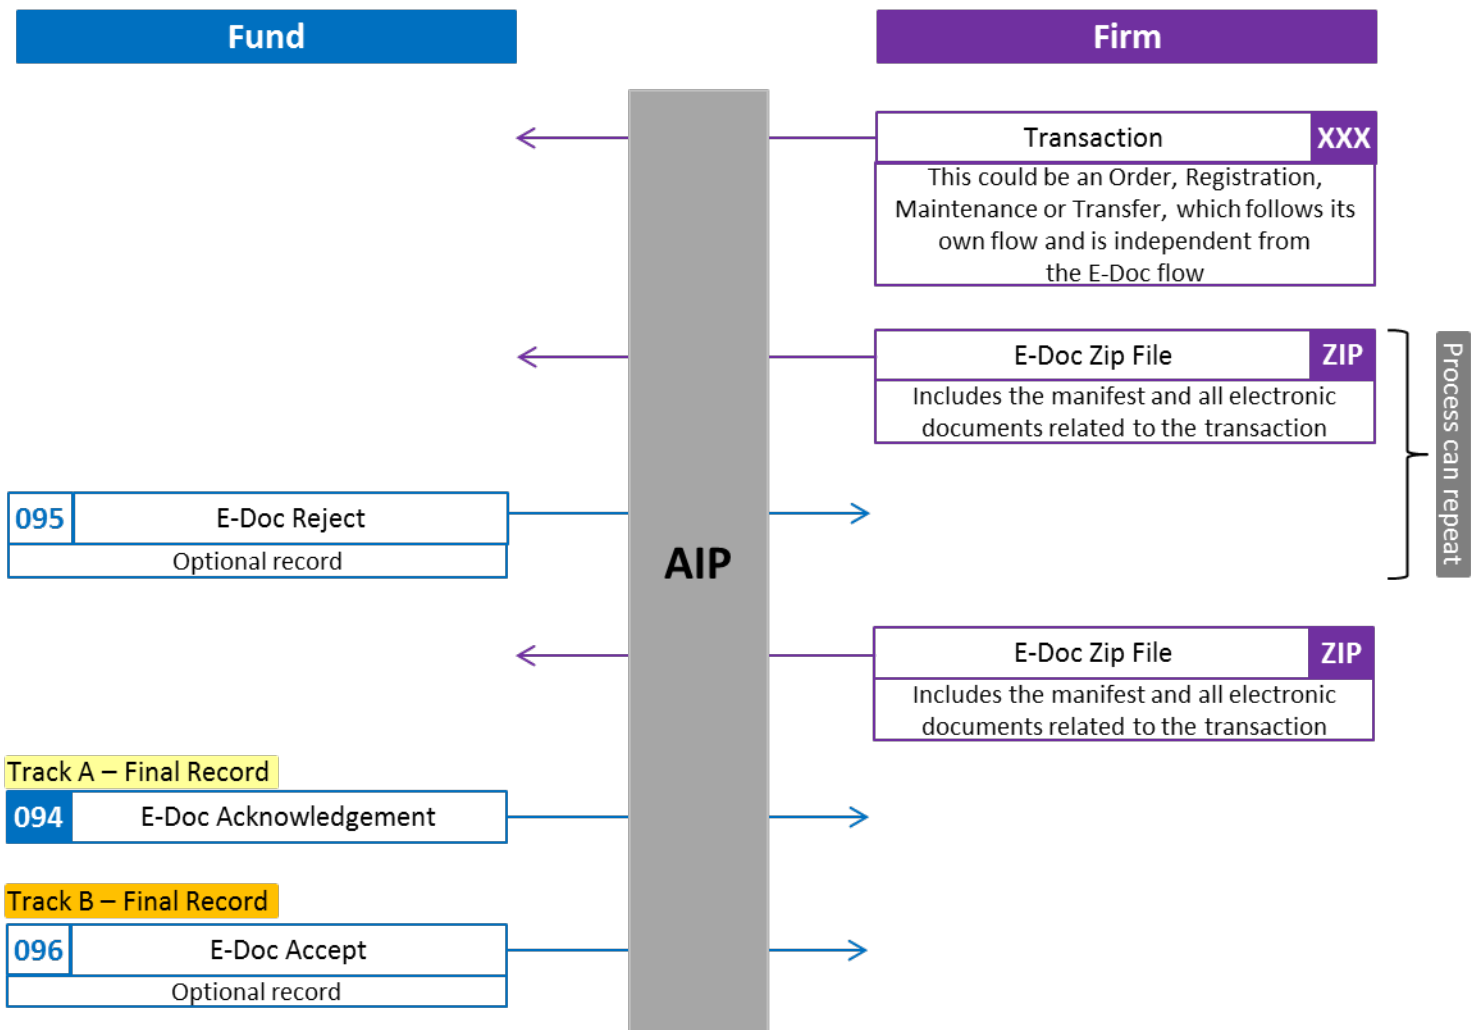 Fund
Firm
Transaction
XXX
This could be an Order, Registration,
Maintenance or Transfer, which follows its
own flow and is independent from
the E-Doc flow
E-Doc Zip File
ZIP
Includes the manifest and all electronic
documents related to the transaction
Process can repeat
095
E-Doc Reject
Optional record
AIP
E-Doc Zip File
ZIP
Includes the manifest and all electronic
documents related to the transaction
Track A – Final Record
094
E-Doc Acknowledgement
Track B – Final Record
096
E-Doc Accept
Optional record